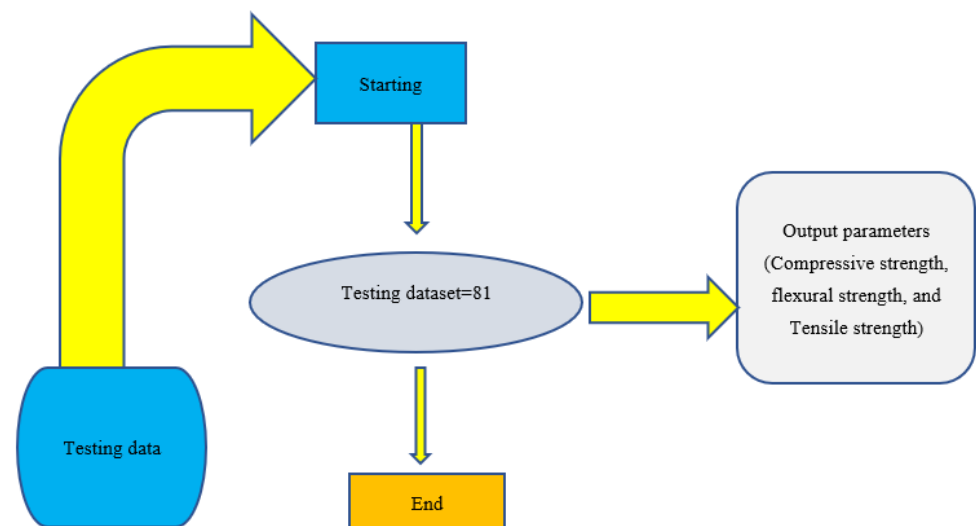 Starting
Testing dataset=81
Output parameters
(Compressive strength,
flexural strength, and
Tensile strength)
Testing data
End